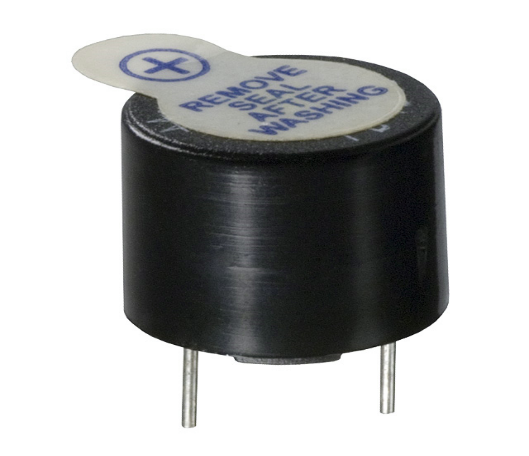 +
REMOVE
SEAL
AFTER
WASHING